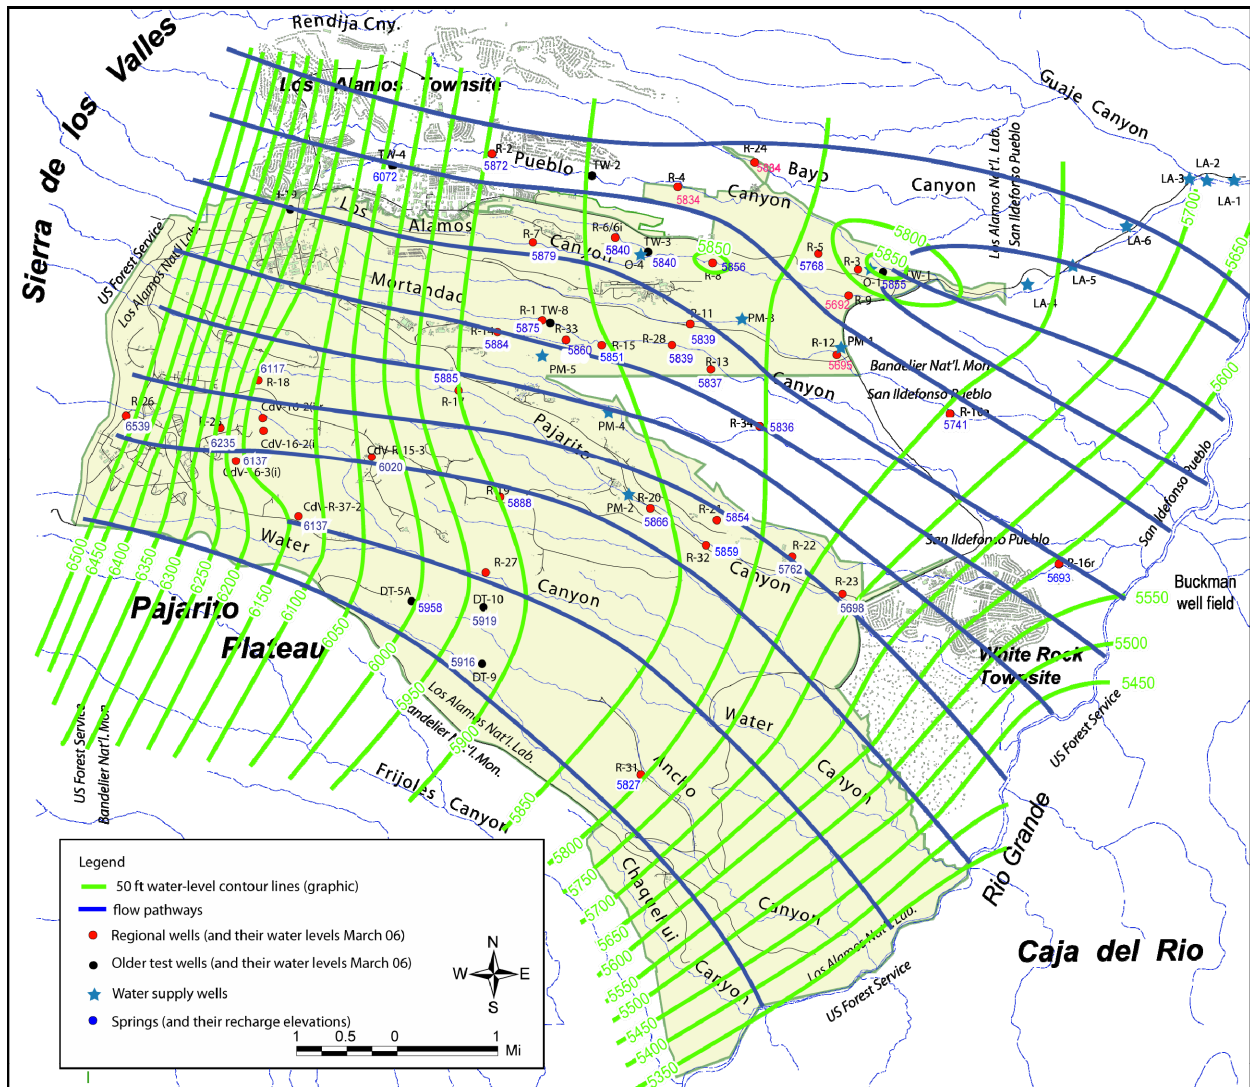 Rendija Cny.
Sierra de los Valles
Los Alamos Townsite
Guaje Canyon
Los Alamos Nat'l. Lab.
San Ildefonso Pueblo
R-2
5872
TW-4
6072
Pueblo
TW-2
R-24
5834
Bayo
Canyon
LA-2
LA-3
LA-1
5700
R-4
5834
Canyon
Los
Alamos
Canyon
R-7
5879
R-6/6i
5840
TW-3
5840
O-4
5850
R-8
5856
R-5
5768
R-3
5850
5800
O-1
TW-1
5855
LA-6
LA-5
LA-4
5650
US Forest Service
Los Alamos Nat'l. Lab.
Mortandad
R-9
5692
R-1
TW-8
5875
R-14
5884
R-33
5860
R-15
5851
R-28
5839
R-11
5839
PM-3
R-12
PM-1
5695
R-13
5837
PM-5
Canyon
Bandelier Nat'l. Mon
San Ildefonso Pueblo
5600
6117
R-18
5885
R-17
R-26
6539
6235
CdV-16-2(i)
6137
CdV-R-15-3
6020
Pajarito
PM-4
R-34
5836
5741
San Ildefonso Pueblo
CdV-R-37-2
6137
R-19
5888
PM-2
R-20
5866
5854
R-32
5859
Canyon
R-22
5762
San Ildefonso Pueblo
R-16r
5693
R-23
5698
Buckman
well field
5550
5500
5450
Water
Canyon
R-27
DT-5A
5958
DT-10
5919
5916
DT-9
6500
6450
6400
6350
6300
6250
6200
6150
6100
6050
6000
5950
5900
5850
Pajarito
Plateau
White Rock
Townsite
US Forest Service
Bandelier Nat'l. Mon
Los Alamos Nat'l. Lab.
Bandelier Nat'l. Mon.
Frijoles Canyon
Water
Canyon
R-31
5827
Ancho
Canyon
US Forest Service
Rio Grande
5800
5750
5700
5650
5600
5550
5500
5450
5400
5350
Chaquehui
Canyon
Los Alamos Nat'l. Lab.
US Forest Service
Caja del Rio
Legend
50 ft water-level contour lines (graphic)
flow pathways
Regional wells (and their water levels March 06)
Older test wells (and their water levels March 06)
Water supply wells
Springs (and their recharge elevations)
N
W E
S
1 0.5 0 1
Mi